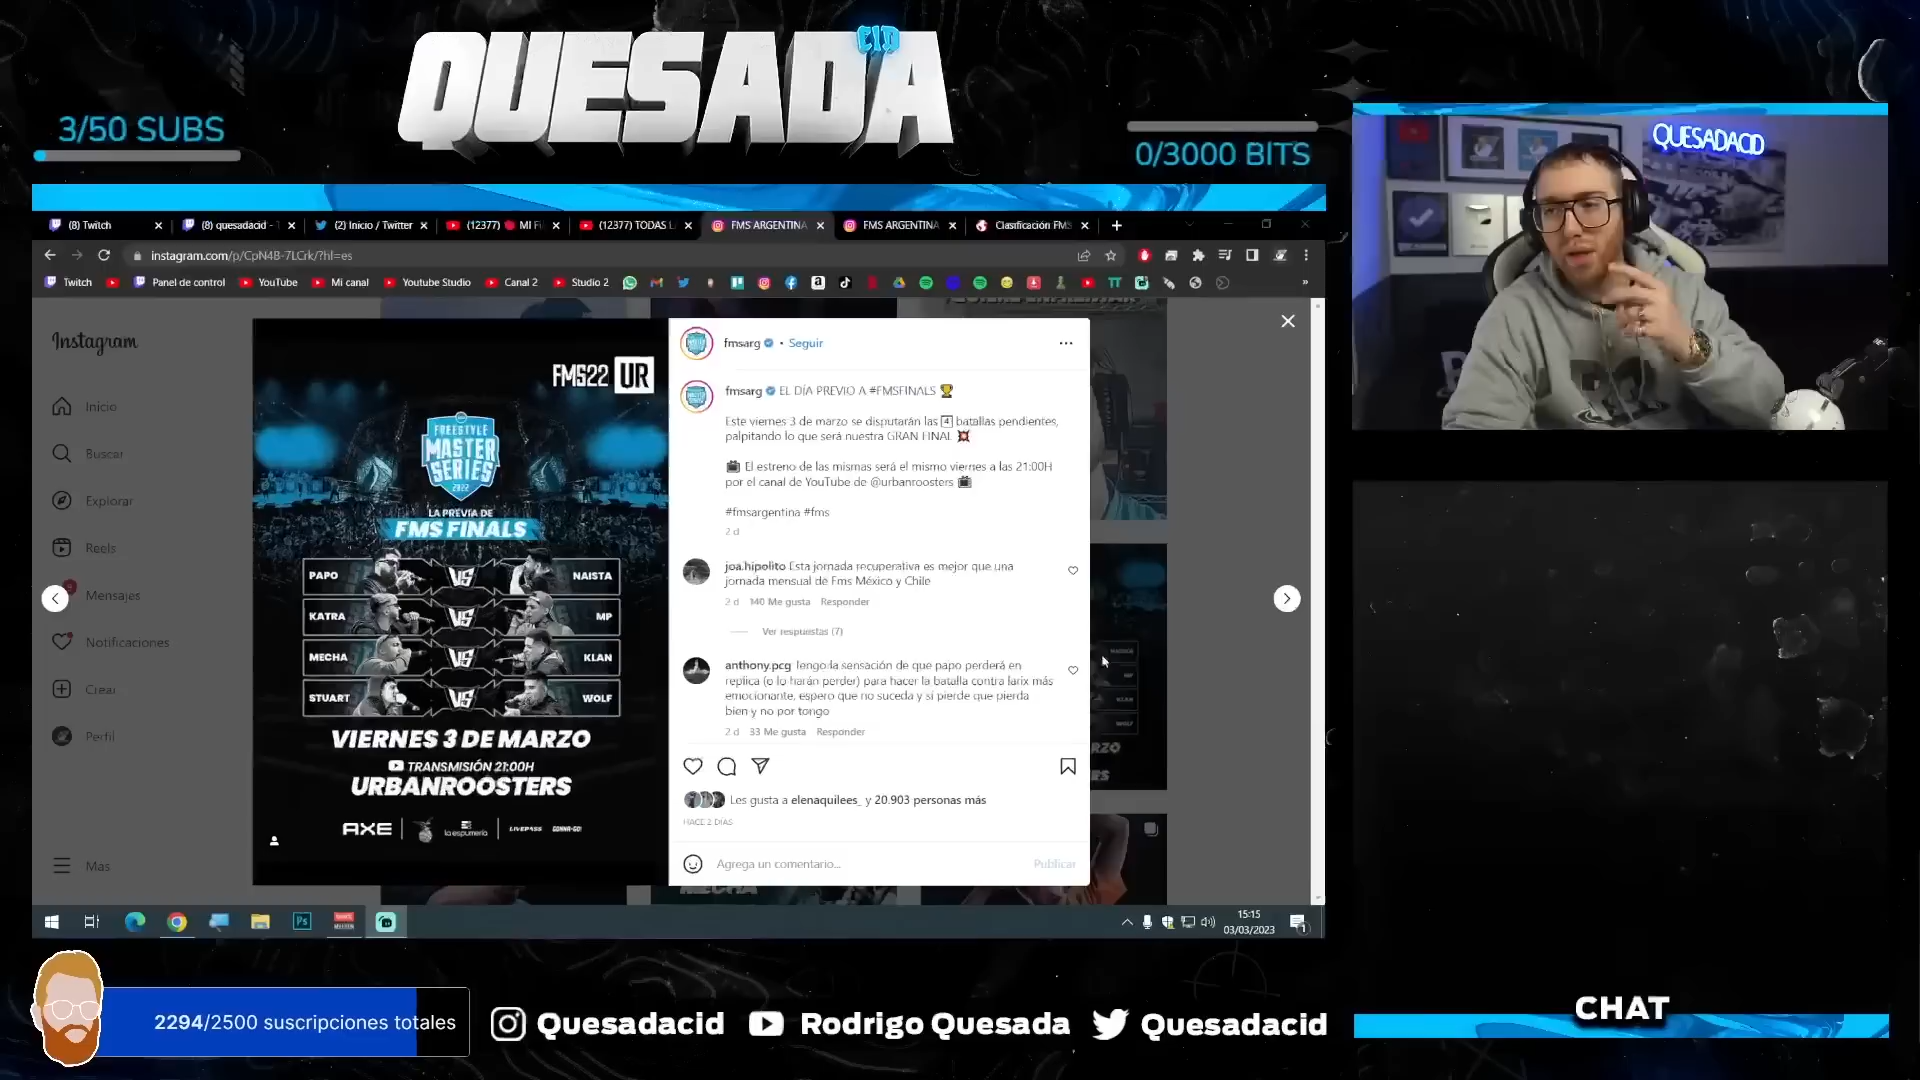 QUESADA
CID
3/50 SUBS
0/3000 BITS
QUESADACID
(8) Twitch
(8) quesadacid - T
(2) Inicio / Twitter
(12377) MI FI
(12377) TODAS L
FMS ARGENTINA
FMS ARGENTINA
Clasificación FMS
instagram.com/p/CpN4B-7LCrk/?hl=es
Twitch
Panel de control
YouTube
Mi canal
Youtube Studio
Canal 2
Studio 2
Instagram
Inicio
Buscar
Explorar
Reels
Mensajes
Notificaciones
Crear
Perfil
Más
FMS22 UR
FREESTYLE
MASTER
SERIES
2022
LA PREVIA DE
FMS FINALS
PAPO VS NAISTA
KATRA VS MP
MECHA VS KLAN
STUART VS WOLF
VIERNES 3 DE MARZO
TRANSMISIÓN 21:00H
URBANROOSTERS
AXE
la espumería
LIVEPASS
fmsarg • Seguir
fmsarg EL DÍA PREVIO A #FMSFINALS
Este viernes 3 de marzo se disputarán las 4 batallas pendientes,
palpitando lo que será nuestra GRAN FINAL
El estreno de las mismas será el mismo viernes a las 21:00H
por el canal de YouTube de @urbanroosters
#fmsargentina #fms
2 d
joa.hipolito Esta jornada recuperativa es mejor que una
jornada mensual de Fms México y Chile
2 d 140 Me gusta Responder
Ver respuestas (7)
anthony.pcg Tengo la sensación de que papo perderá en
replica (o lo harán perder) para hacer la batalla contra larix más
emocionante, espero que no suceda y si pierde que pierda
bien y no por tongo
2 d 33 Me gusta Responder
Les gusta a elenaquilees_ y 20.903 personas más
HACE 2 DÍAS
Agrega un comentario...
Publicar
MECHA
15:15
03/03/2023
2294/2500 suscripciones totales
Quesadacid
Rodrigo Quesada
Quesadacid
CHAT